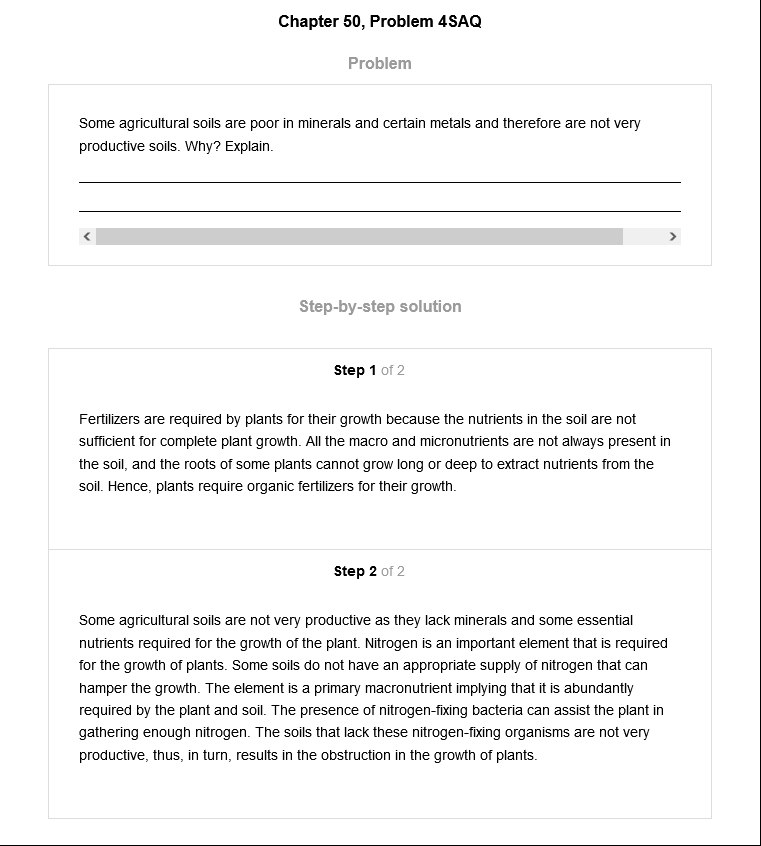 Chapter 50, Problem 4SAQ
Problem
Some agricultural soils are poor in minerals and certain metals and therefore are not very
productive soils. Why? Explain.
Step-by-step solution
Step 1 of 2
Fertilizers are required by plants for their growth because the nutrients in the soil are not
sufficient for complete plant growth. All the macro and micronutrients are not always present in
the soil, and the roots of some plants cannot grow long or deep to extract nutrients from the
soil. Hence, plants require organic fertilizers for their growth.
Step 2 of 2
Some agricultural soils are not very productive as they lack minerals and some essential
nutrients required for the growth of the plant. Nitrogen is an important element that is required
for the growth of plants. Some soils do not have an appropriate supply of nitrogen that can
hamper the growth. The element is a primary macronutrient implying that it is abundantly
required by the plant and soil. The presence of nitrogen-fixing bacteria can assist the plant in
gathering enough nitrogen. The soils that lack these nitrogen-fixing organisms are not very
productive, thus, in turn, results in the obstruction in the growth of plants.